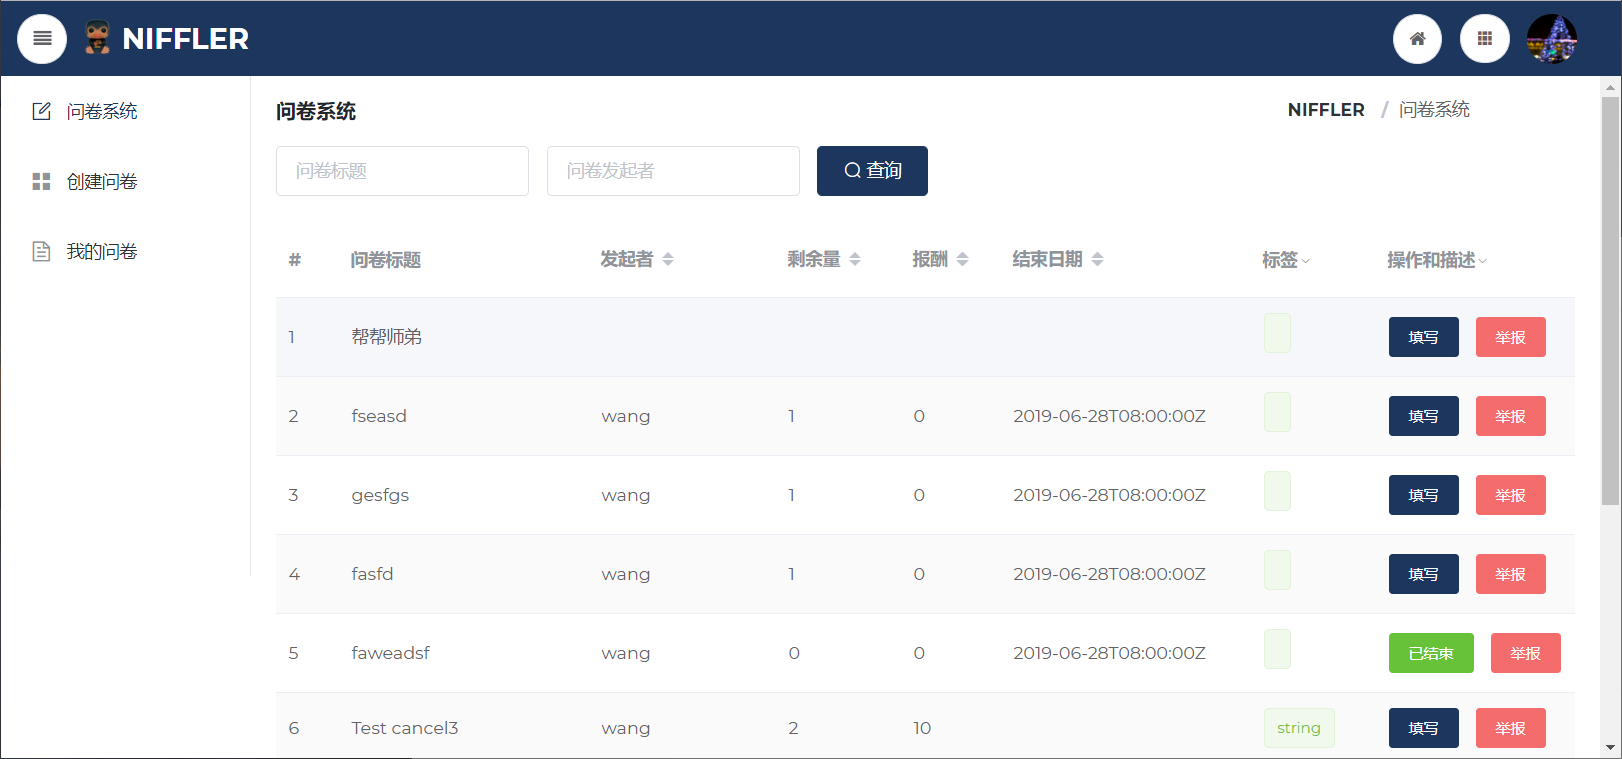 NIFFLER
问卷系统
创建问卷
我的问卷
问卷系统
NIFFLER / 问卷系统
问卷标题 问卷发起者 查询
# 问卷标题 发起者 剩余量 报酬 结束日期 标签 操作和描述
1 帮帮师弟 填写 举报
2 fseasd wang 1 0 2019-06-28T08:00:00Z 填写 举报
3 gesfgs wang 1 0 2019-06-28T08:00:00Z 填写 举报
4 fasfd wang 1 0 2019-06-28T08:00:00Z 填写 举报
5 faweadsf wang 0 0 2019-06-28T08:00:00Z 已结束 举报
6 Test cancel3 wang 2 10 string 填写 举报